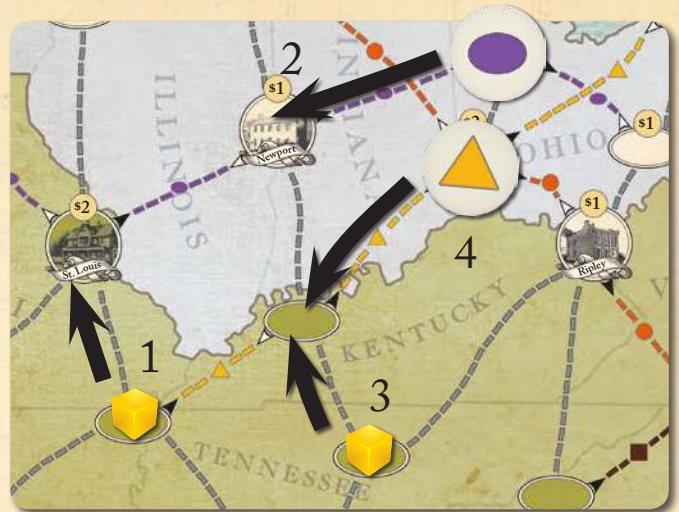 2
$1
Newport
ILLINOIS
INDIANA
OHIO
$1
$2
St. Louis
$1
Ripley
4
1
KENTUCKY
3
TENNESSEE